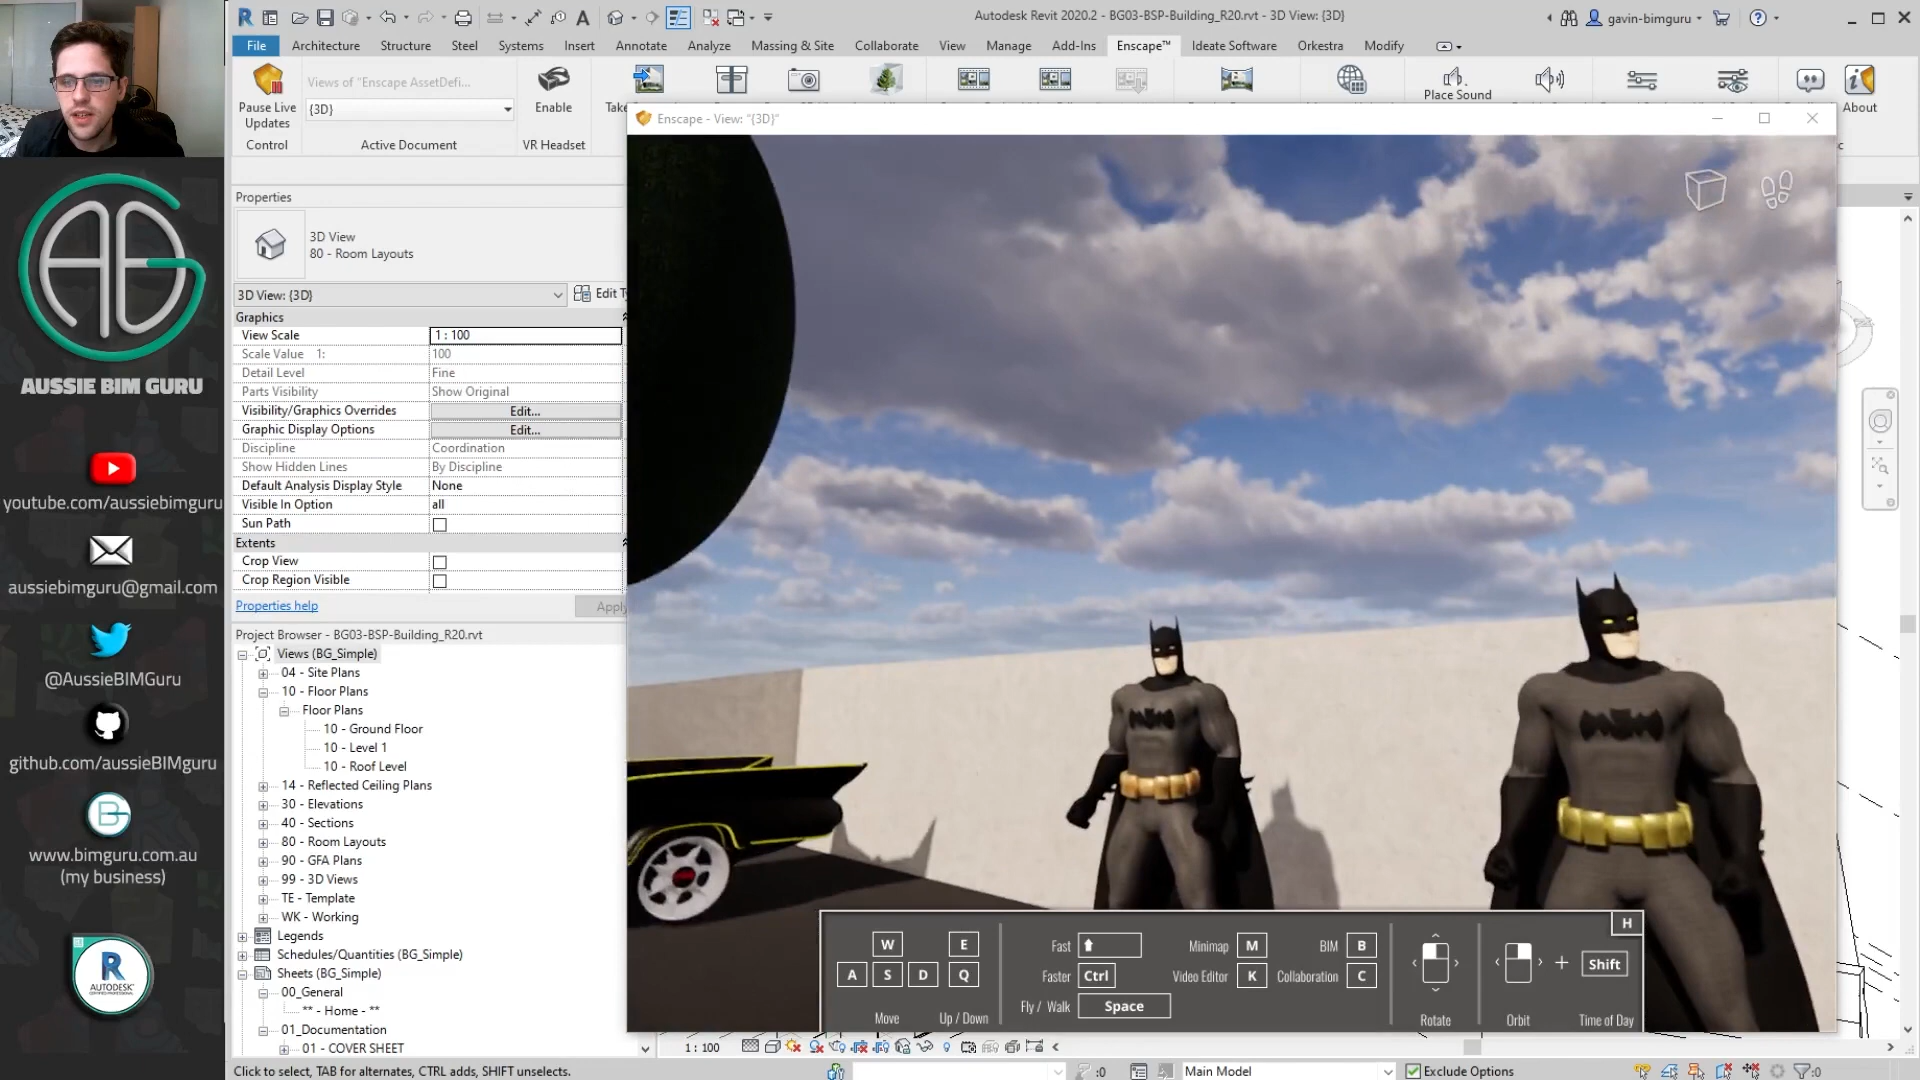 Autodesk Revit 2020.2 - BG03-BSP-Building_R20.rvt - 3D View: {3D}
gavin-bimguru
File Architecture Structure Steel Systems Insert Annotate Analyze Massing & Site Collaborate View Manage Add-Ins Enscape™ Ideate Software Orkestra Modify
Pause Live
Updates
Views of "Enscape AssetDefi...
{3D}
Enable
Place Sound
About
Control
Active Document
VR Headset
Enscape - View: "{3D}"
Properties
3D View
80 - Room Layouts
3D View: {3D}
Graphics
View Scale 1 : 100
Scale Value 1: 100
Detail Level Fine
Parts Visibility Show Original
Visibility/Graphics Overrides Edit...
Graphic Display Options Edit...
Discipline Coordination
Show Hidden Lines By Discipline
Default Analysis Display Style None
Visible In Option all
Sun Path
Extents
Crop View
Crop Region Visible
Properties help
Apply
Project Browser - BG03-BSP-Building_R20.rvt
Views (BG_Simple)
04 - Site Plans
10 - Floor Plans
Floor Plans
10 - Ground Floor
10 - Level 1
10 - Roof Level
14 - Reflected Ceiling Plans
30 - Elevations
40 - Sections
80 - Room Layouts
90 - GFA Plans
99 - 3D Views
TE - Template
WK - Working
Legends
Schedules/Quantities (BG_Simple)
Sheets (BG_Simple)
00_General
** - Home - **
01_Documentation
01 - COVER SHEET
AUSSIE BIM GURU
youtube.com/aussiebimguru
aussiebimguru@gmail.com
@AussieBIMGuru
github.com/aussieBIMguru
www.bimguru.com.au
(my business)
R
AUTODESK
H
W E
A S D Q
Move
Up / Down
Fast
Faster Ctrl
Fly / Walk Space
Minimap M
Video Editor K
BIM B
Collaboration C
Rotate
Orbit
+ Shift
Time of Day
1 : 100
Click to select, TAB for alternates, CTRL adds, SHIFT unselects.
:0
Main Model
Exclude Options
:0